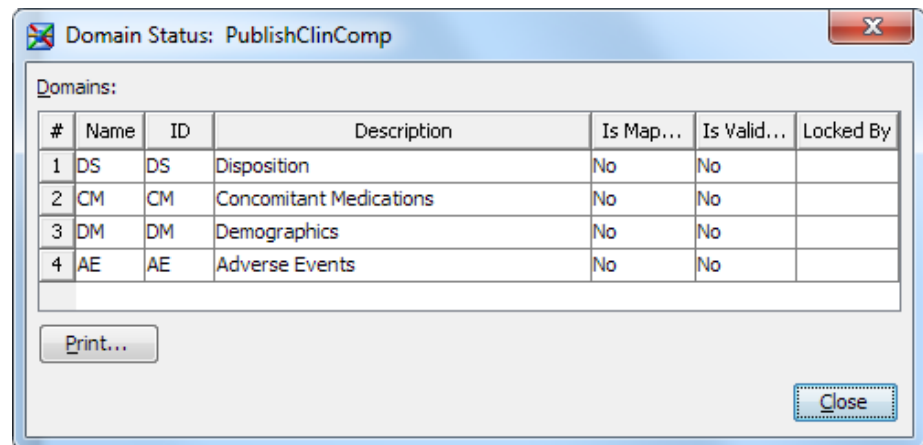 Domain Status: PublishClinComp
Domains:
# Name ID Description Is Map... Is Valid... Locked By
1 DS DS Disposition No No
2 CM CM Concomitant Medications No No
3 DM DM Demographics No No
4 AE AE Adverse Events No No
Print...
Close